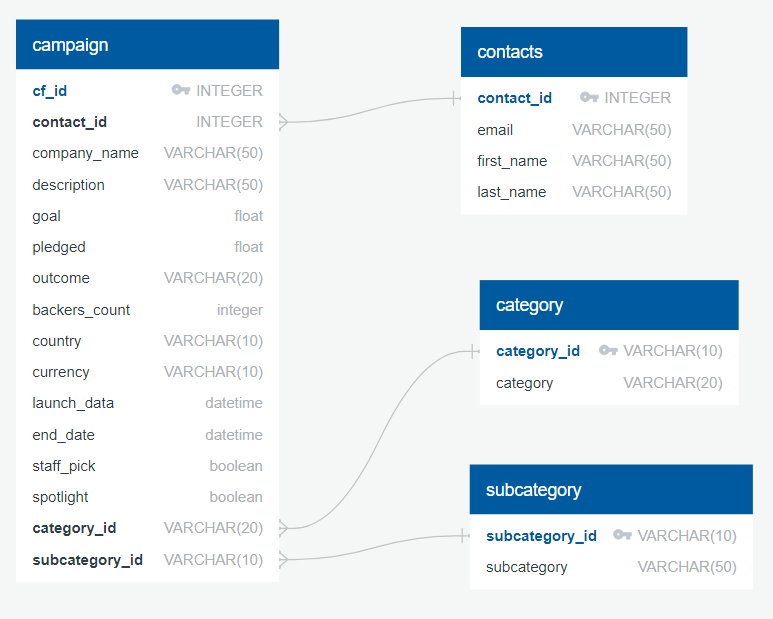 campaign
cf_id INTEGER
contact_id INTEGER
company_name VARCHAR(50)
description VARCHAR(50)
goal float
pledged float
outcome VARCHAR(20)
backers_count integer
country VARCHAR(10)
currency VARCHAR(10)
launch_data datetime
end_date datetime
staff_pick boolean
spotlight boolean
category_id VARCHAR(20)
subcategory_id VARCHAR(10)
contacts
contact_id INTEGER
email VARCHAR(50)
first_name VARCHAR(50)
last_name VARCHAR(50)
category
category_id VARCHAR(10)
category VARCHAR(20)
subcategory
subcategory_id VARCHAR(10)
subcategory VARCHAR(50)